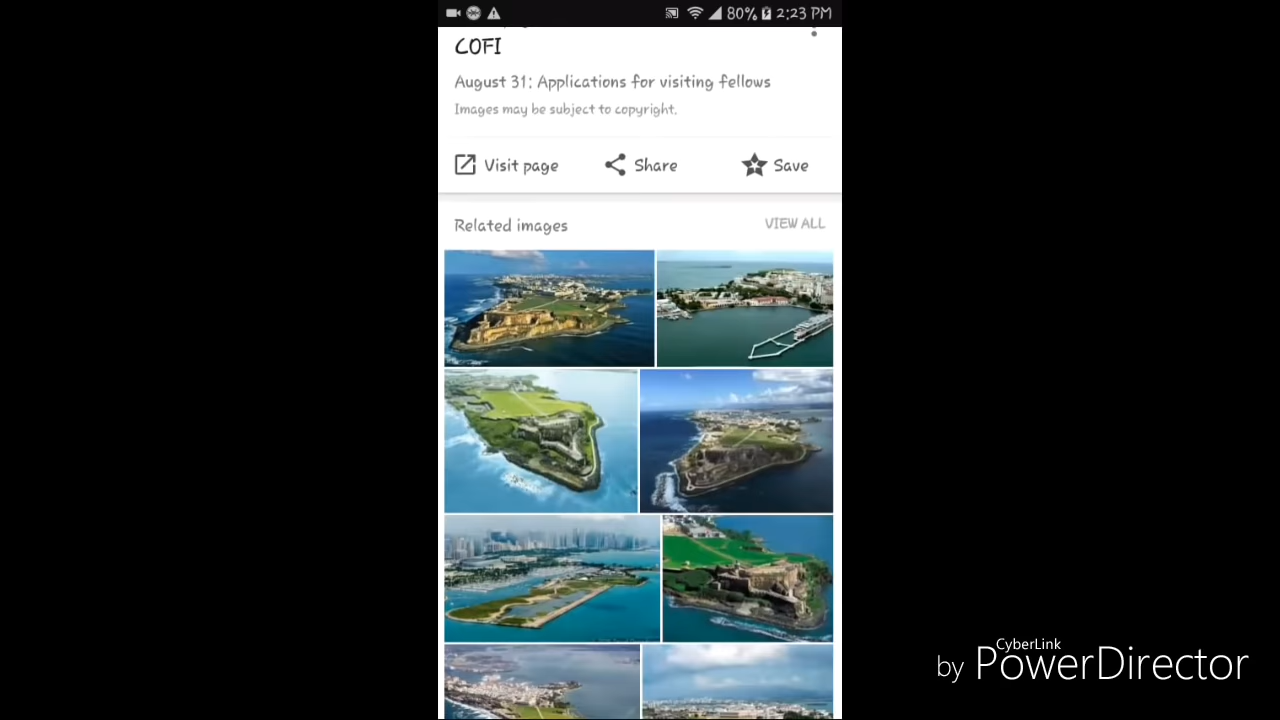 80% 2:23 PM
COFI
August 31: Applications for visiting fellows
Images may be subject to copyright.
Visit page
Share
Save
Related images
VIEW ALL
CyberLink
by PowerDirector